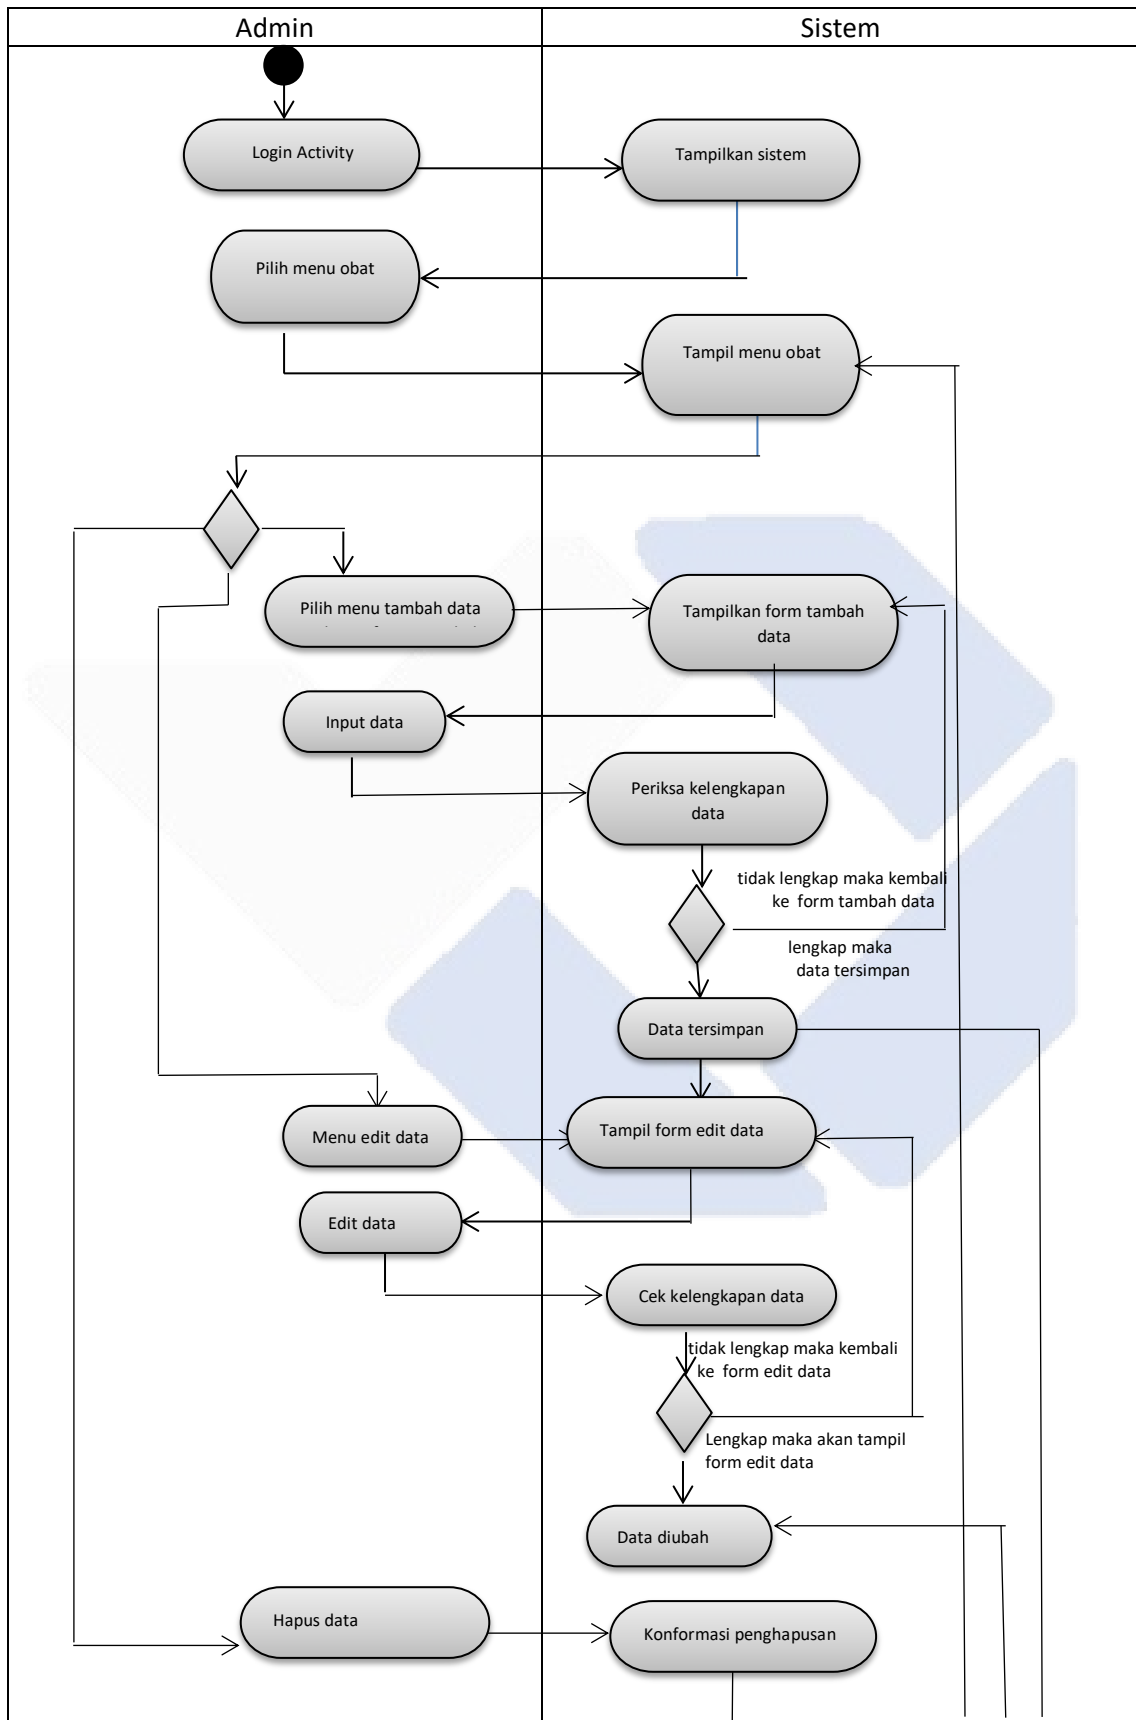 Admin
Sistem
Login Activity
Tampilkan sistem
Pilih menu obat
Tampil menu obat
Pilih menu tambah data
Tampilkan form tambah
data
Input data
Periksa kelengkapan
data
tidak lengkap maka kembali
ke form tambah data
lengkap maka
data tersimpan
Data tersimpan
Menu edit data
Tampil form edit data
Edit data
Cek kelengkapan data
tidak lengkap maka kembali
ke form edit data
Lengkap maka akan tampil
form edit data
Data diubah
Hapus data
Konformasi penghapusan